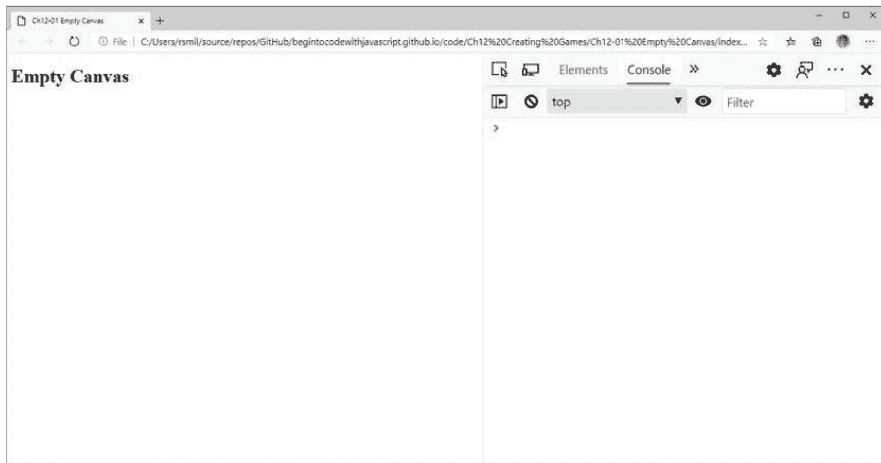 Ch12-01 Empty Canvas
File | C:/Users/rsmil/source/repos/GitHub/begintocodewithjavascript.github.io/code/Ch12%20Creating%20Games/Ch12-01%20Empty%20Canvas/index...
Empty Canvas
Elements Console
top Filter